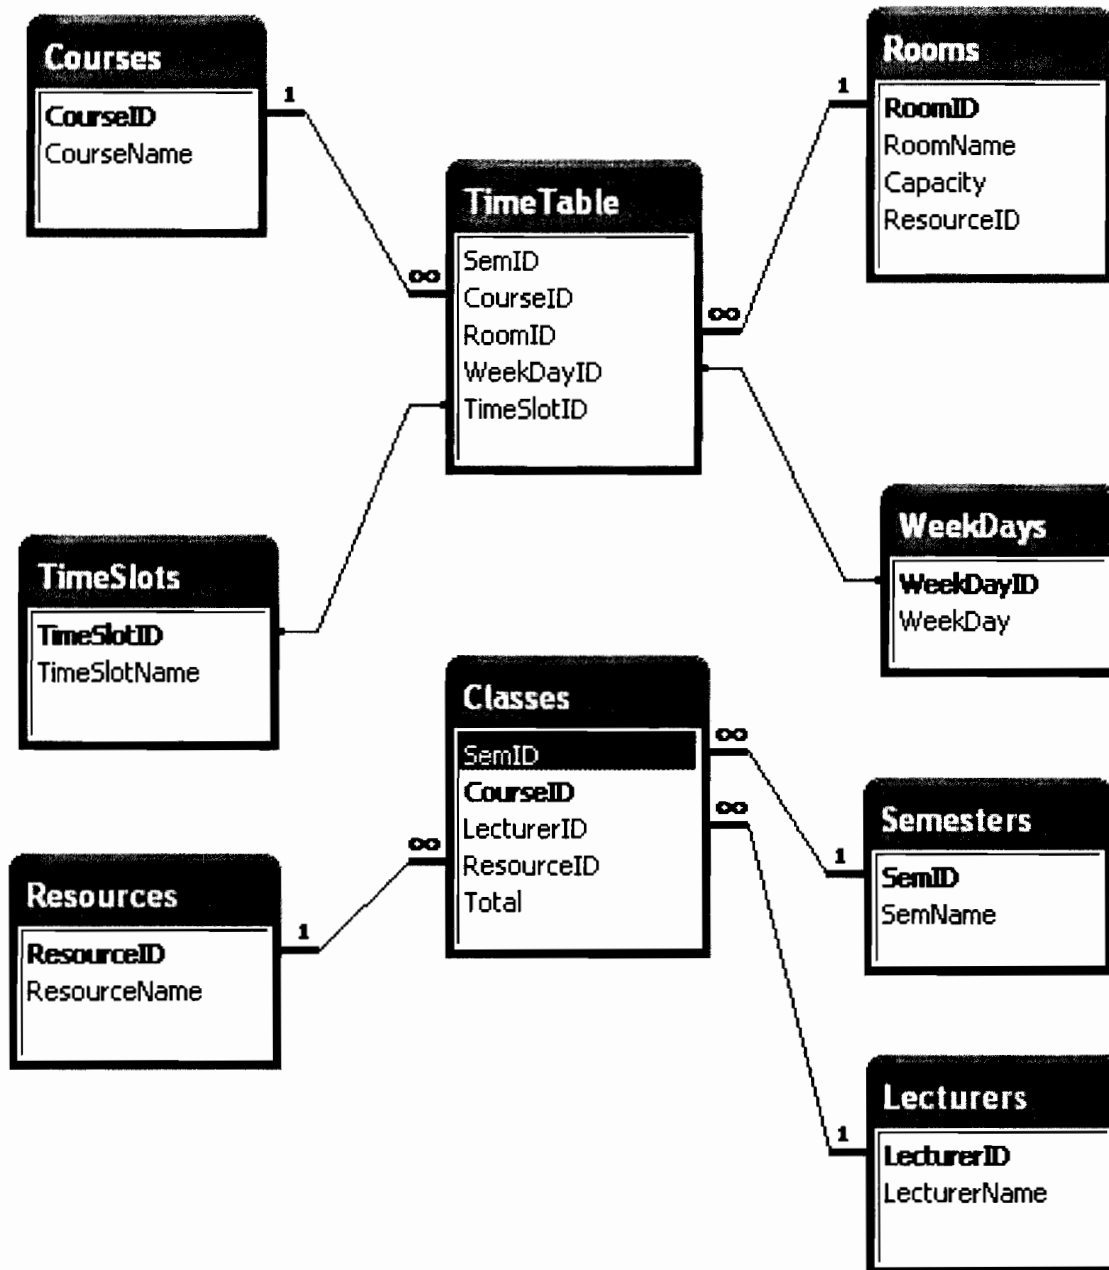 Courses
CourseID
CourseName
1
Rooms
RoomID
RoomName
Capacity
ResourceID
1
TimeTable
SemID
CourseID
RoomID
WeekDayID
TimeSlotID
∞
∞
TimeSlots
TimeSlotID
TimeSlotName
WeekDays
WeekDayID
WeekDay
Classes
SemID
CourseID
LecturerID
ResourceID
Total
∞
∞
∞
Semesters
SemID
SemName
1
Resources
ResourceID
ResourceName
1
Lecturers
LecturerID
LecturerName
1